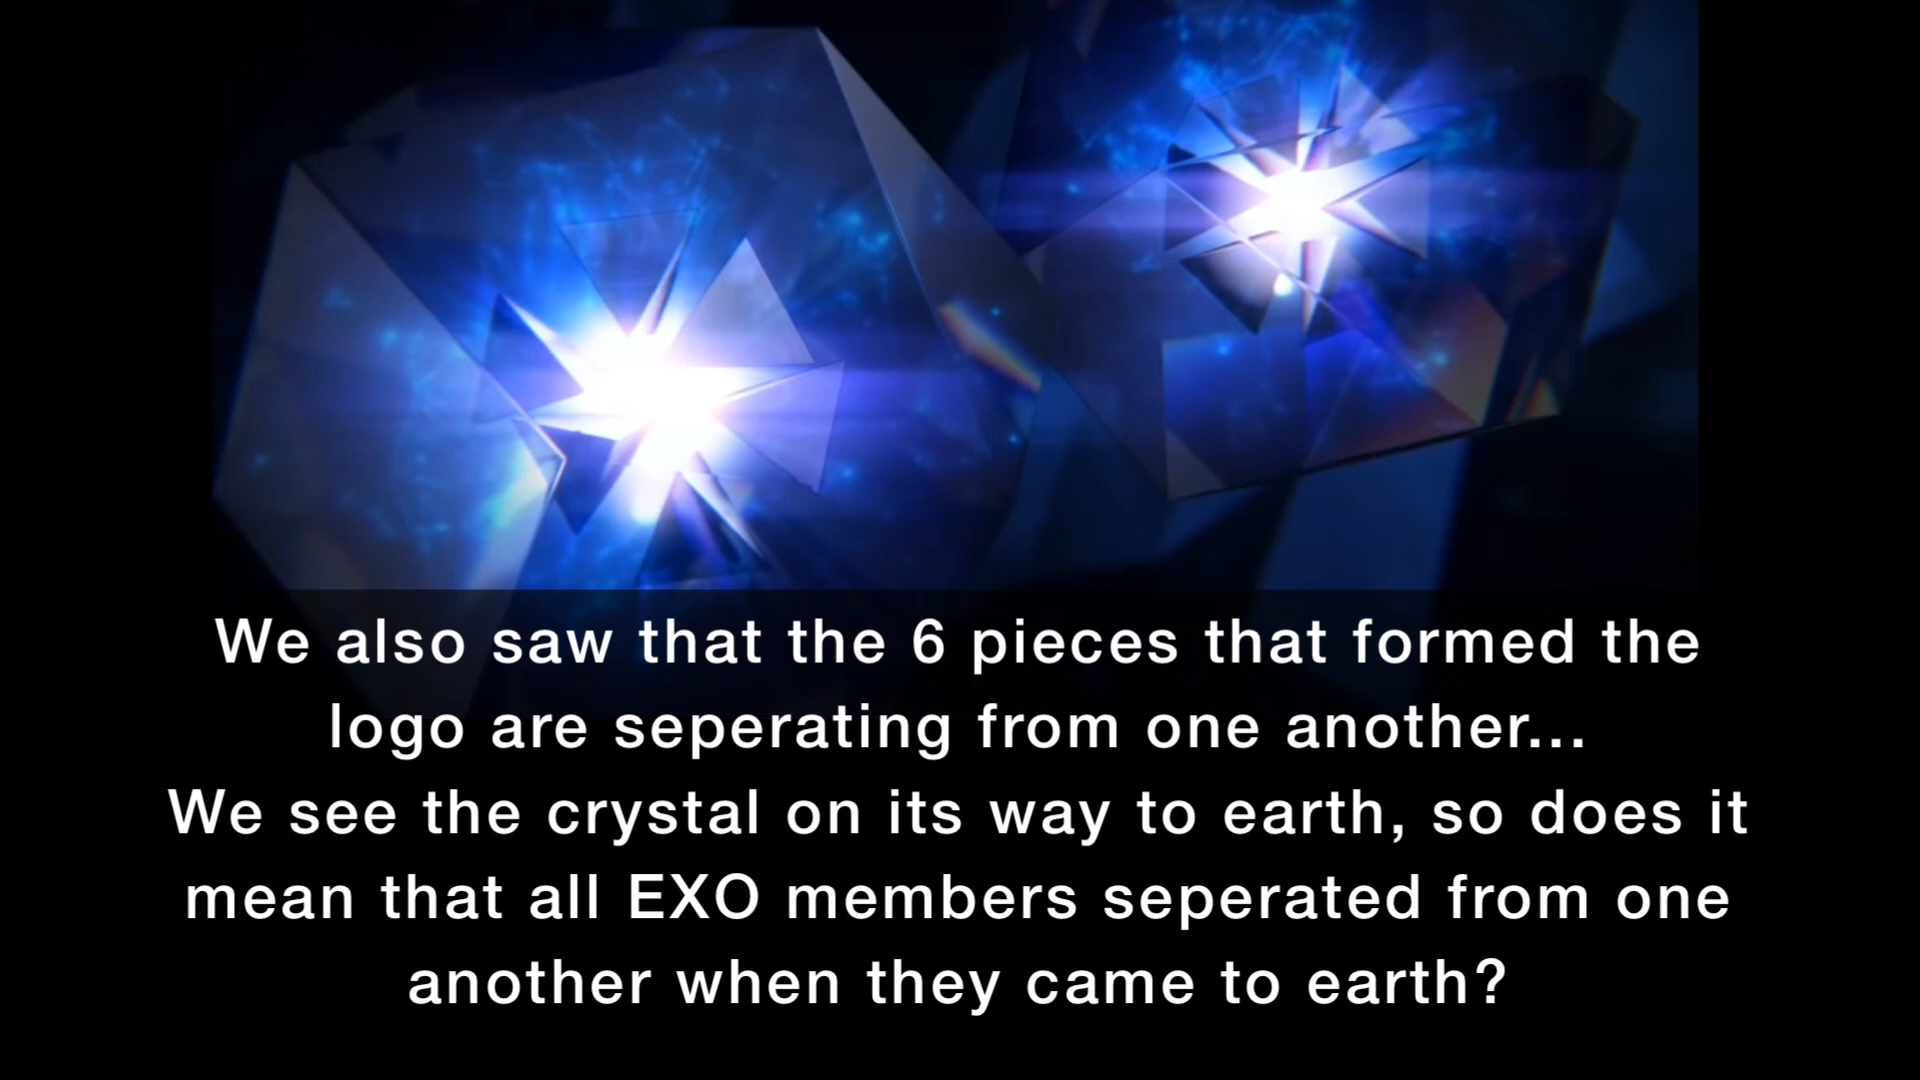 We also saw that the 6 pieces that formed the
logo are seperating from one another...
We see the crystal on its way to earth, so does it
mean that all EXO members seperated from one
another when they came to earth?